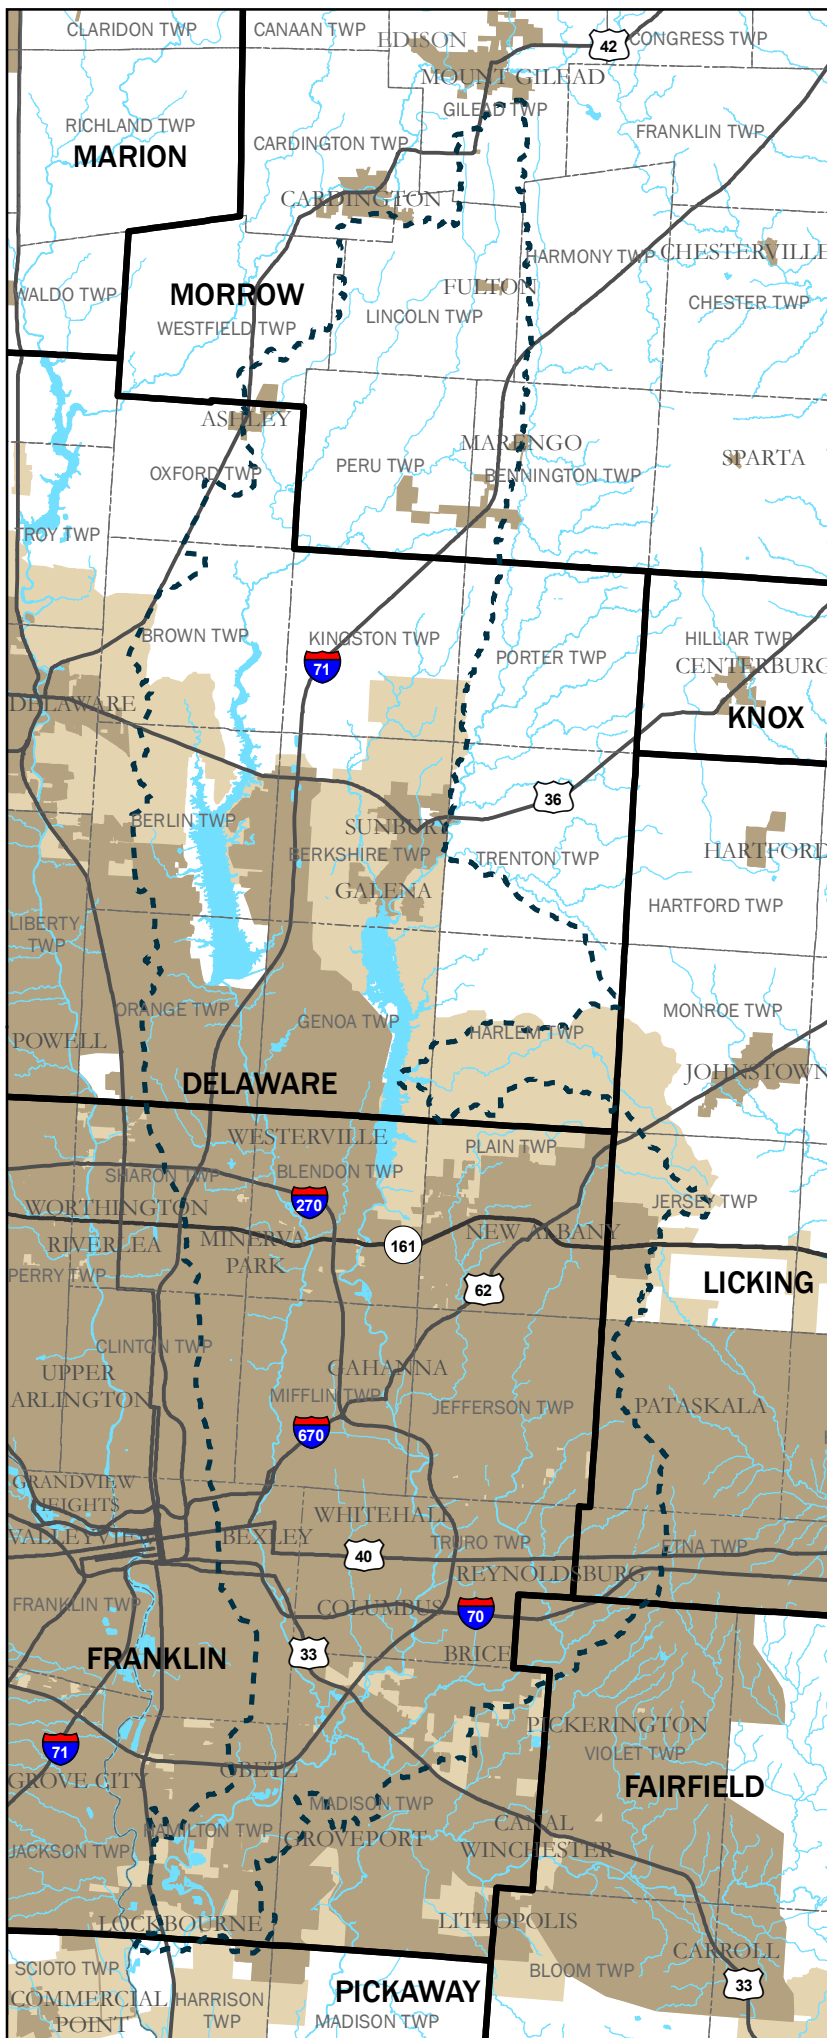 CLARIDON TWP
CANAAN TWP
EDISON
42
CONGRESS TWP
MOUNT GILEAD
GILEAD TWP
RICHLAND TWP
FRANKLIN TWP
CARDINGTON TWP
MARION
CARDINGTON
HARMONY TWP
CHESTERVILLE
FULTON
WALDO TWP
MORROW
CHESTER TWP
LINCOLN TWP
WESTFIELD TWP
ASHLEY
MARENGO
SPARTA
PERU TWP
OXFORD TWP
BENNINGTON TWP
TROY TWP
BROWN TWP
KINGSTON TWP
HILLIAR TWP
PORTER TWP
CENTERBURG
71
DELAWARE
KNOX
36
BERLIN TWP
SUNBURY
BERKSHIRE TWP
TRENTON TWP
HARTFORD
GALENA
HARTFORD TWP
LIBERTY
TWP
ORANGE TWP
MONROE TWP
GENOA TWP
HARLEM TWP
POWELL
JOHNSTOWN
DELAWARE
WESTERVILLE
PLAIN TWP
SHARON TWP
BLENDON TWP
JERSEY TWP
WORTHINGTON
270
NEW ALBANY
RIVERLEA
MINERVA
PARK
161
PERRY TWP
62
LICKING
CLINTON TWP
UPPER
ARLINGTON
GAHANNA
MIFFLIN TWP
JEFFERSON TWP
PATASKALA
670
GRANDVIEW
HEIGHTS
WHITEHALL
VALLEYVIEW
BEXLEY
TRURO TWP
ETNA TWP
40
REYNOLDSBURG
FRANKLIN TWP
COLUMBUS
70
FRANKLIN
33
BRICE
PICKERINGTON
71
VIOLET TWP
OBETZ
GROVE CITY
FAIRFIELD
MADISON TWP
HAMILTON TWP
GROVEPORT
CANAL
WINCHESTER
JACKSON TWP
LOCKBOURNE
LITHOPOLIS
CARROLL
SCIOTO TWP
BLOOM TWP
33
PICKAWAY
COMMERCIAL
POINT
HARRISON
TWP
MADISON TWP